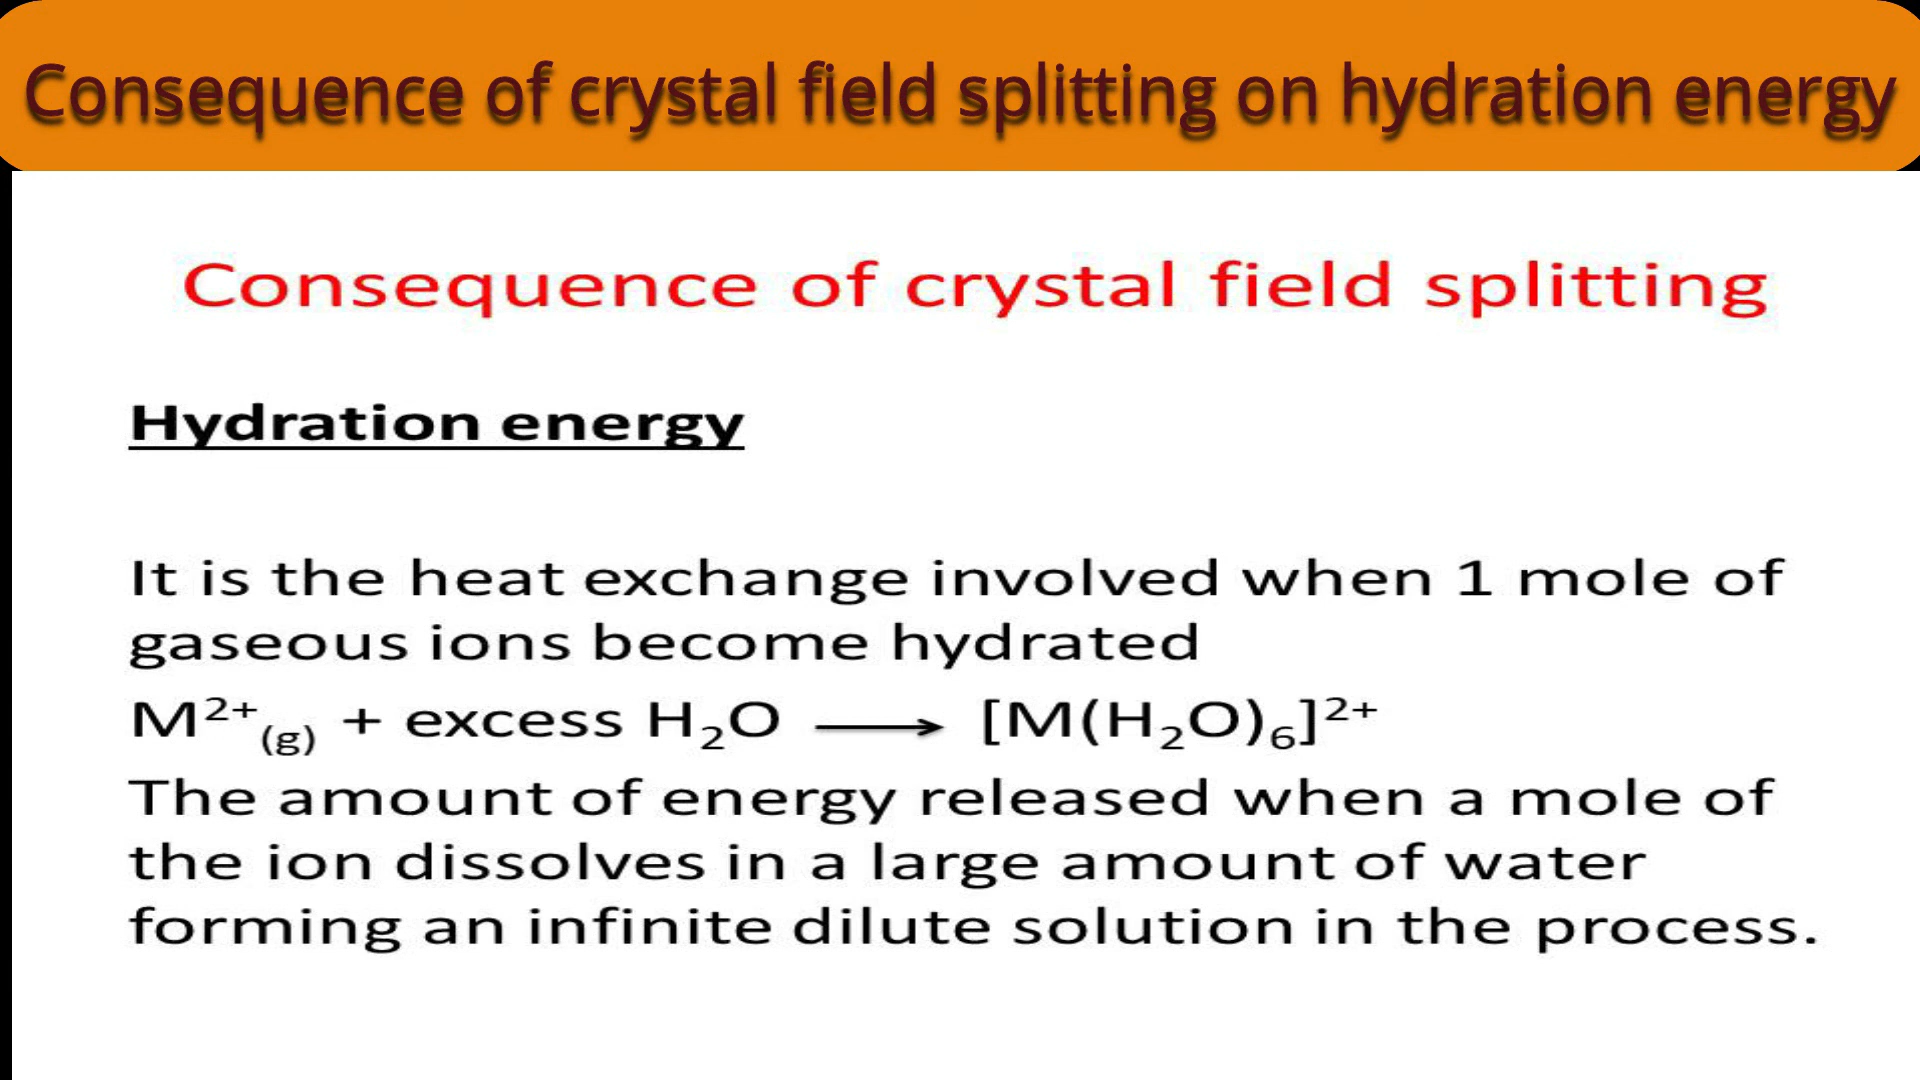 Consequence of crystal field splitting on hydration energy
Consequence of crystal field splitting
Hydration energy
It is the heat exchange involved when 1 mole of
gaseous ions become hydrated
M²⁺₍g₎ + excess H₂O ⟶ [M(H₂O)₆]²⁺
The amount of energy released when a mole of
the ion dissolves in a large amount of water
forming an infinite dilute solution in the process.